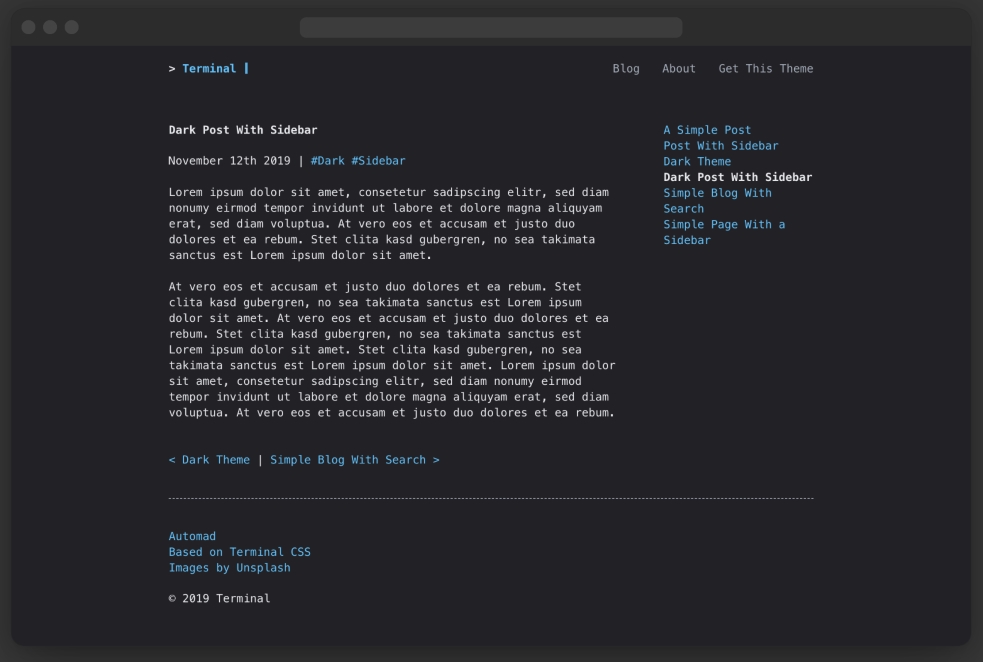 > Terminal
Blog About Get This Theme
Dark Post With Sidebar
November 12th 2019 | #Dark #Sidebar
Lorem ipsum dolor sit amet, consetetur sadipscing elitr, sed diam
nonumy eirmod tempor invidunt ut labore et dolore magna aliquyam
erat, sed diam voluptua. At vero eos et accusam et justo duo
dolores et ea rebum. Stet clita kasd gubergren, no sea takimata
sanctus est Lorem ipsum dolor sit amet.
At vero eos et accusam et justo duo dolores et ea rebum. Stet
clita kasd gubergren, no sea takimata sanctus est Lorem ipsum
dolor sit amet. At vero eos et accusam et justo duo dolores et ea
rebum. Stet clita kasd gubergren, no sea takimata sanctus est
Lorem ipsum dolor sit amet. Stet clita kasd gubergren, no sea
takimata sanctus est Lorem ipsum dolor sit amet. Lorem ipsum dolor
sit amet, consetetur sadipscing elitr, sed diam nonumy eirmod
tempor invidunt ut labore et dolore magna aliquyam erat, sed diam
voluptua. At vero eos et accusam et justo duo dolores et ea rebum.
< Dark Theme | Simple Blog With Search >
A Simple Post
Post With Sidebar
Dark Theme
Dark Post With Sidebar
Simple Blog With
Search
Simple Page With a
Sidebar
Automad
Based on Terminal CSS
Images by Unsplash
© 2019 Terminal